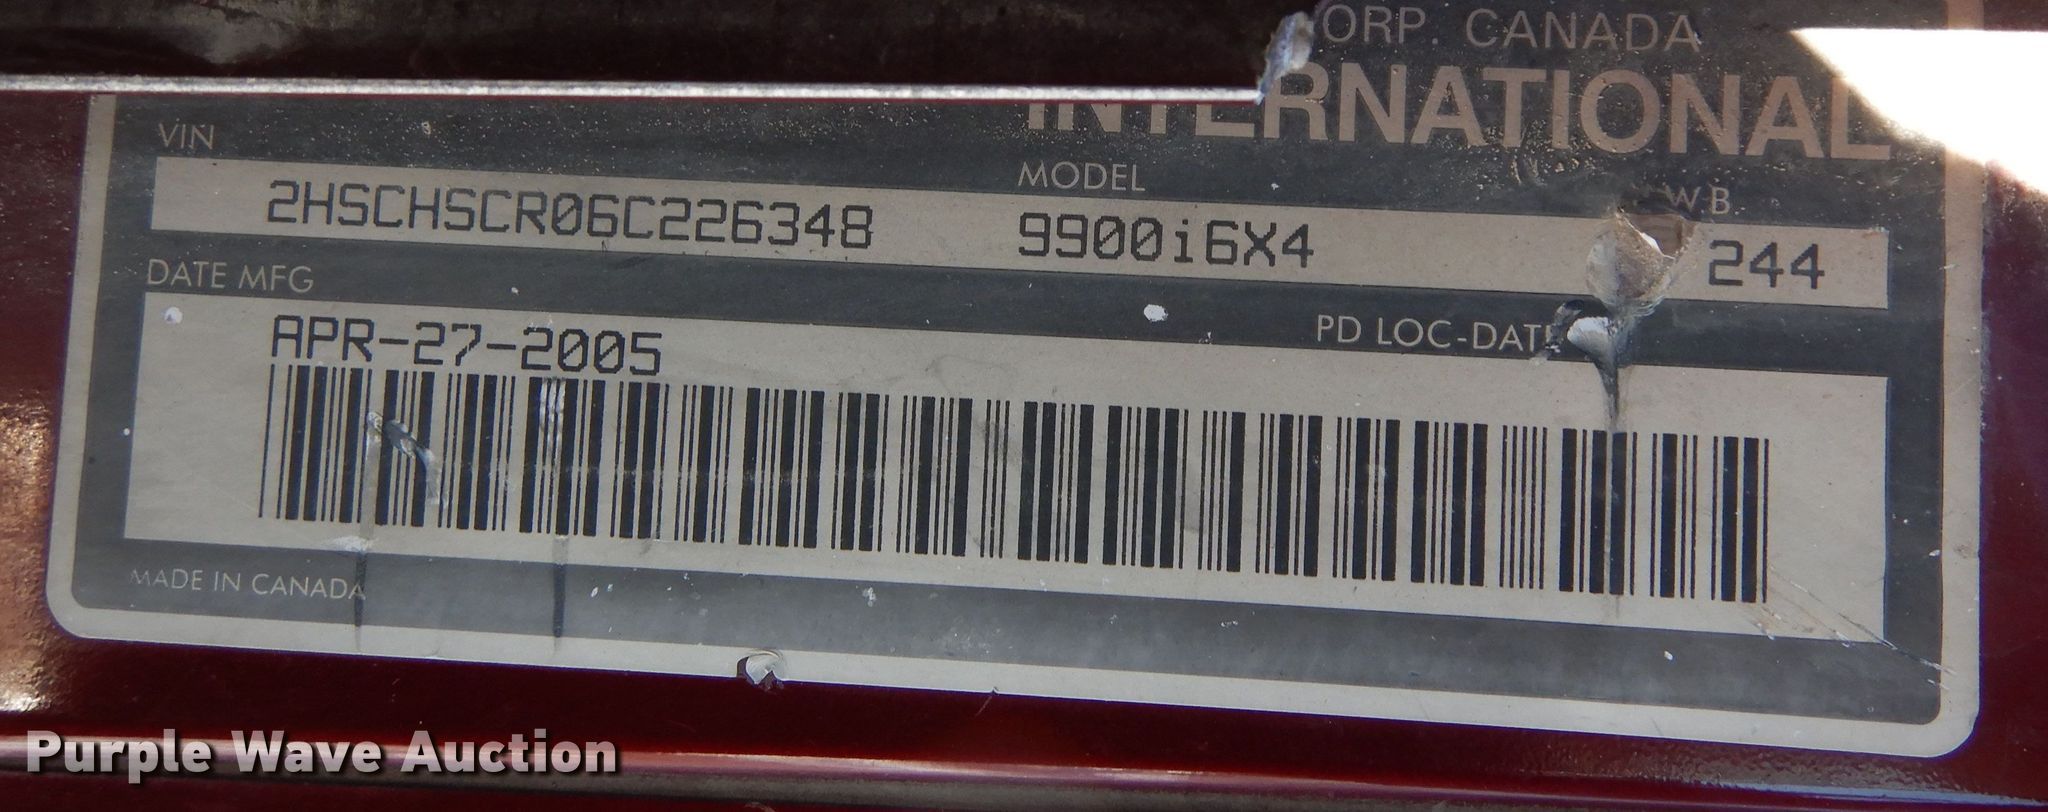 ORP. CANADA
INTERNATIONAL
VIN MODEL W.B.
2HSCHSCR06C226348 9900i6X4 244
DATE MFG PD LOC-DATE
APR-27-2005
MADE IN CANADA
Purple Wave Auction